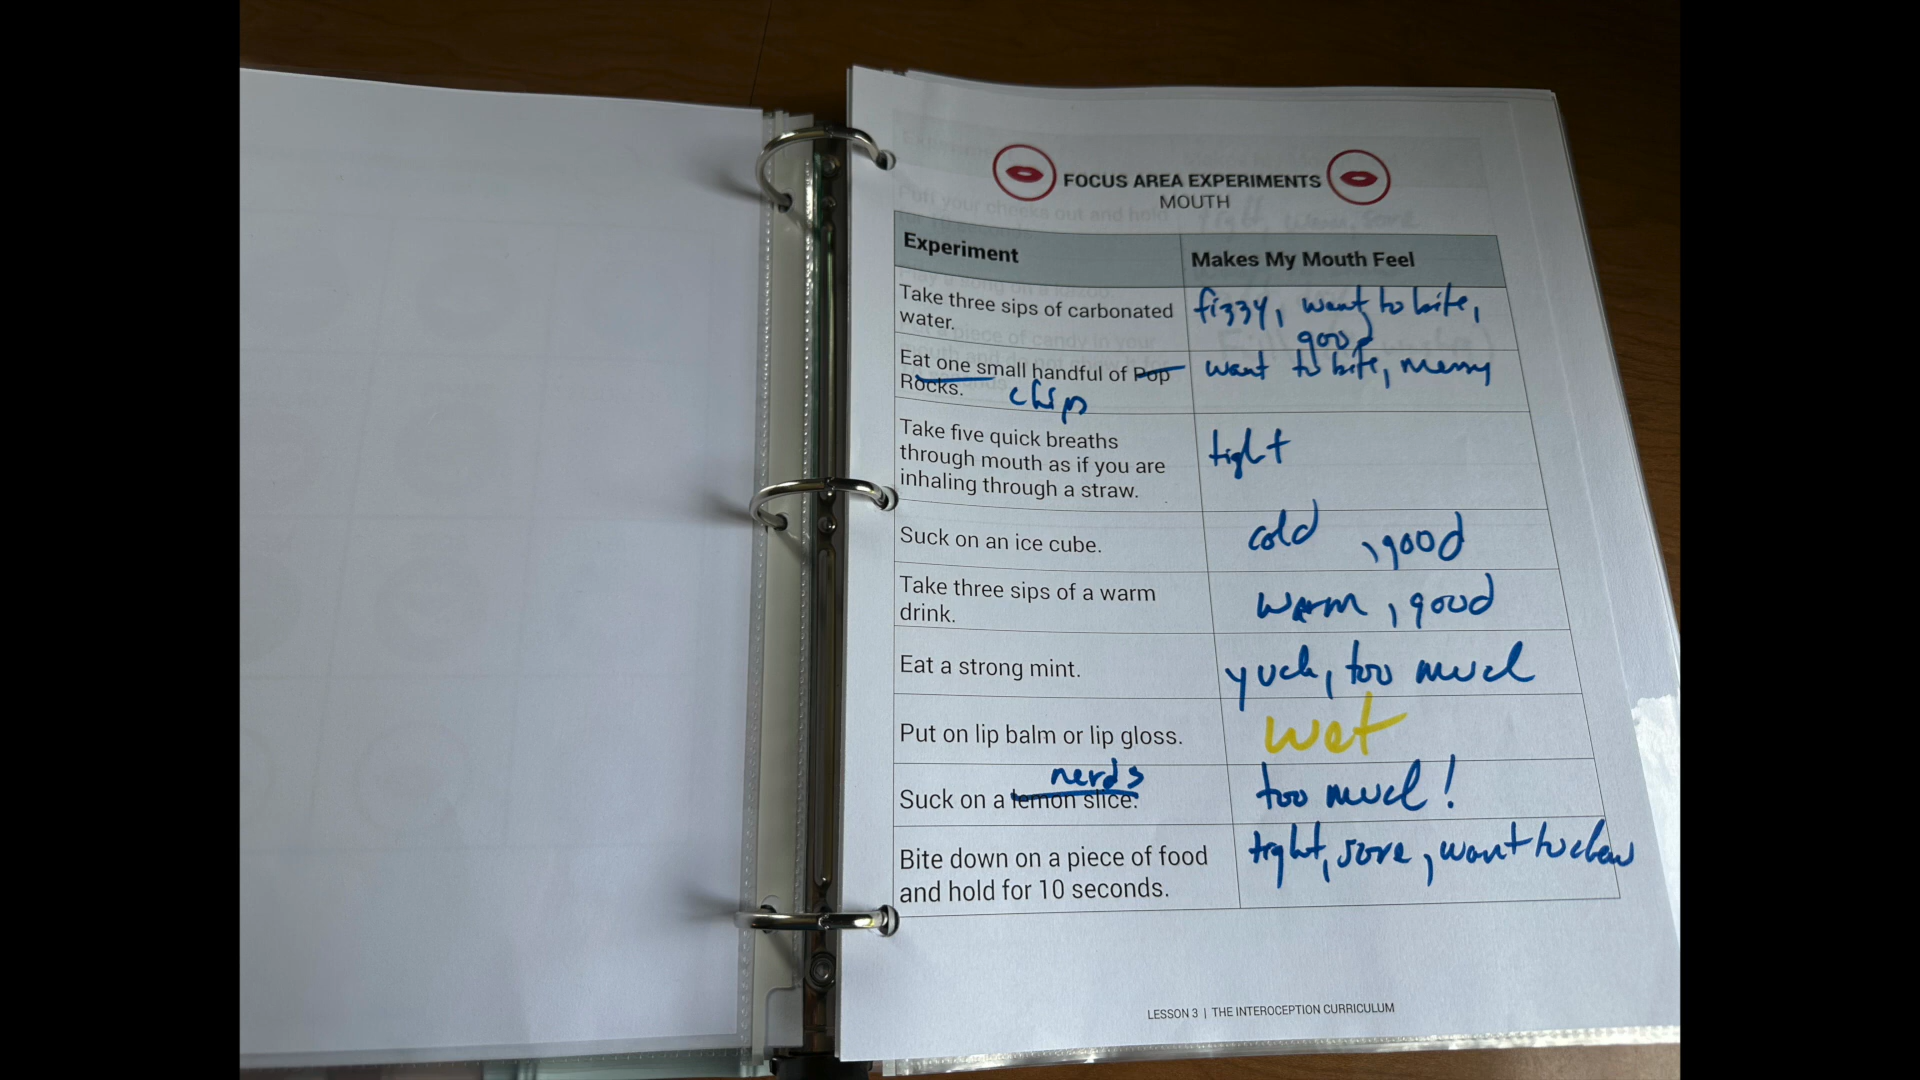 FOCUS AREA EXPERIMENTS
MOUTH
Experiment
Makes My Mouth Feel
Take three sips of carbonated
water.
fizzy, want to bite,
good
Eat one small handful of Pop
Rocks.
chips
want to bite, messy
Take five quick breaths
through mouth as if you are
inhaling through a straw.
tight
Suck on an ice cube.
cold , good
Take three sips of a warm
drink.
warm, good
Eat a strong mint.
yuck, too much
Put on lip balm or lip gloss.
wet
nerds
Suck on a lemon slice.
too much!
Bite down on a piece of food
and hold for 10 seconds.
tight, sore, want to chew
LESSON 3 | THE INTEROCEPTION CURRICULUM